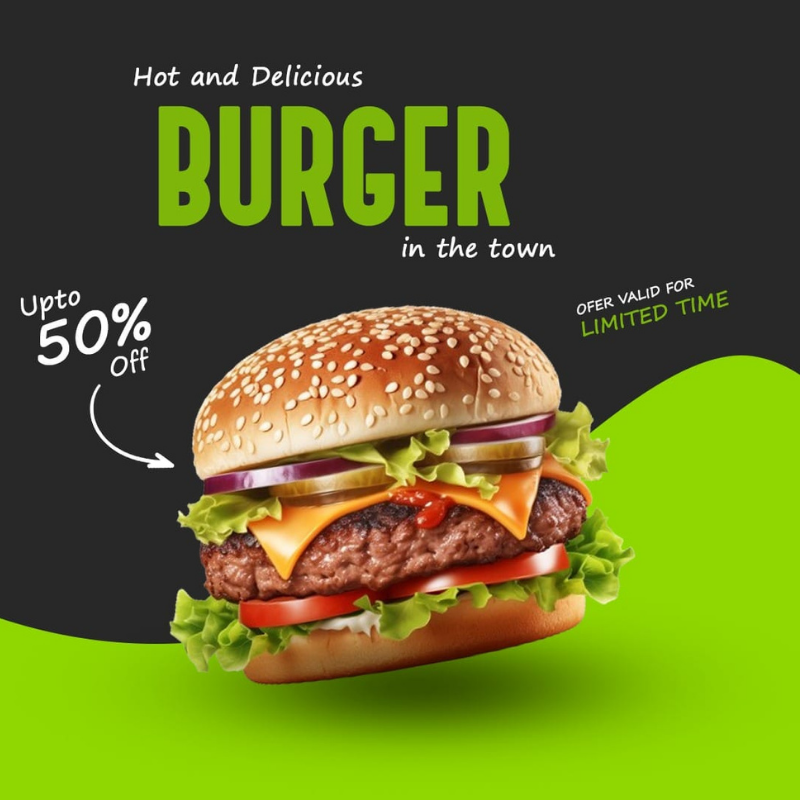 Hot and Delicious
BURGER
in the town
Upto
50%
Off
OFER VALID FOR
LIMITED TIME